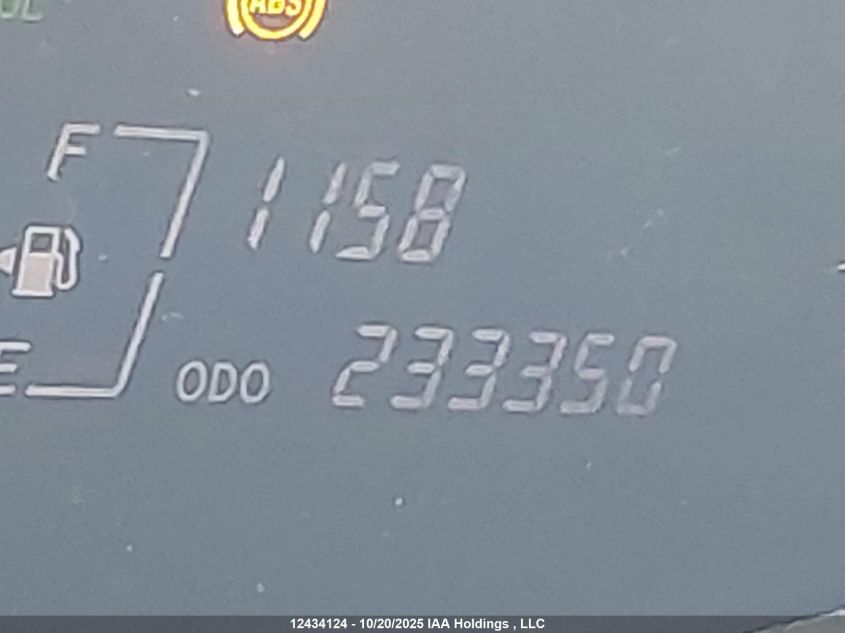 ABS
F
1158
E
ODO 233350
12434124 - 10/20/2025 IAA Holdings , LLC